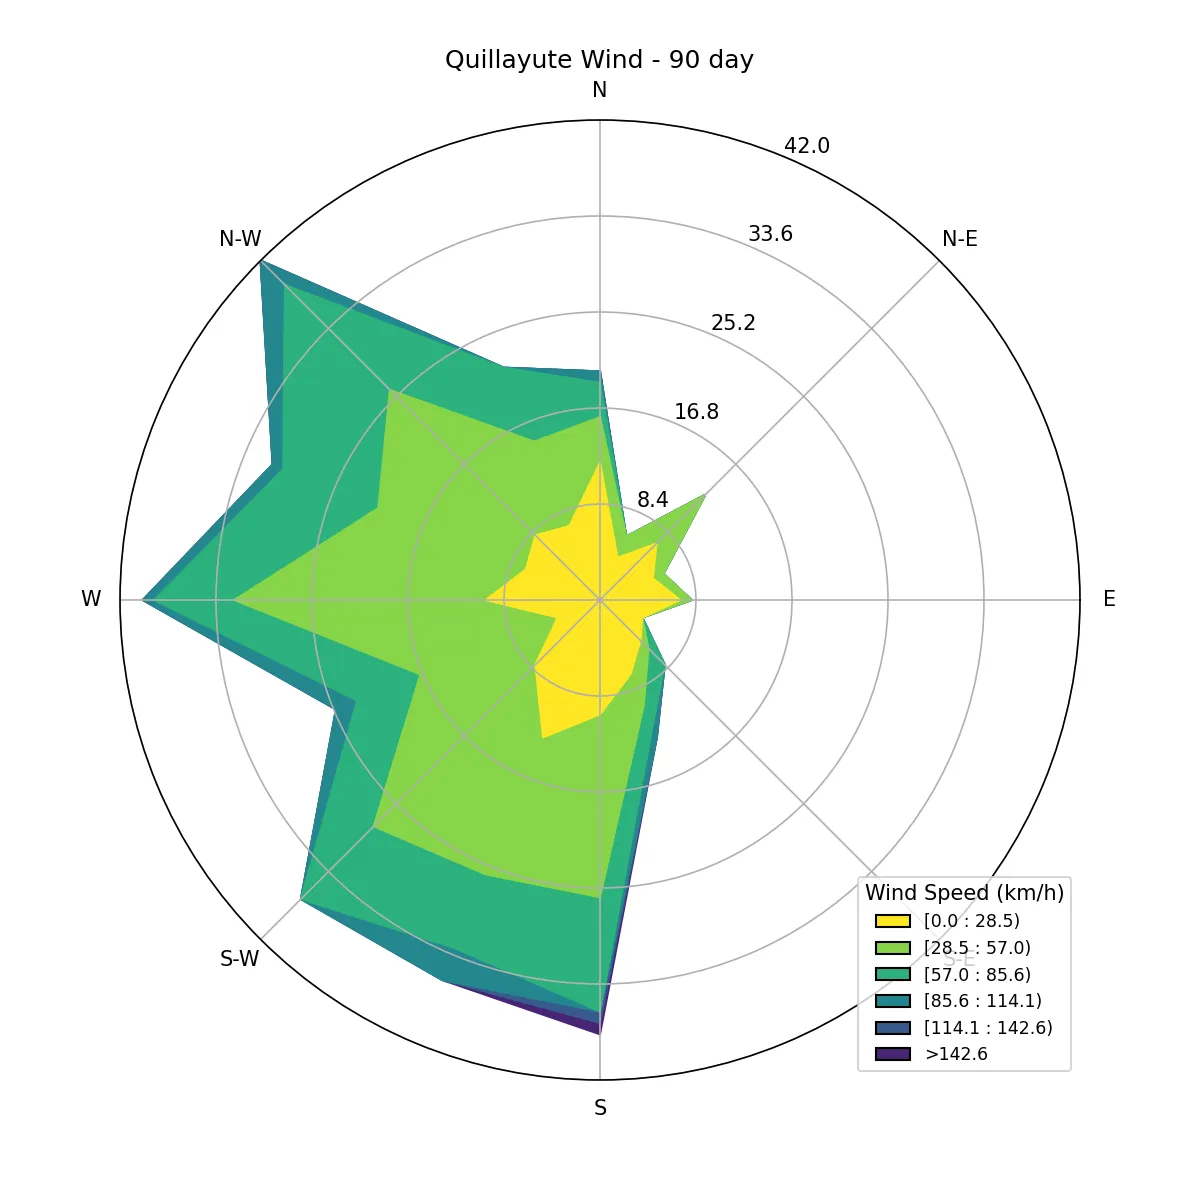 Quillayute Wind - 90 day
N
42.0
N-W
33.6
N-E
25.2
16.8
8.4
W
E
S-W
S-E
S
Wind Speed (km/h)
[0.0 : 28.5)
[28.5 : 57.0)
[57.0 : 85.6)
[85.6 : 114.1)
[114.1 : 142.6)
>142.6